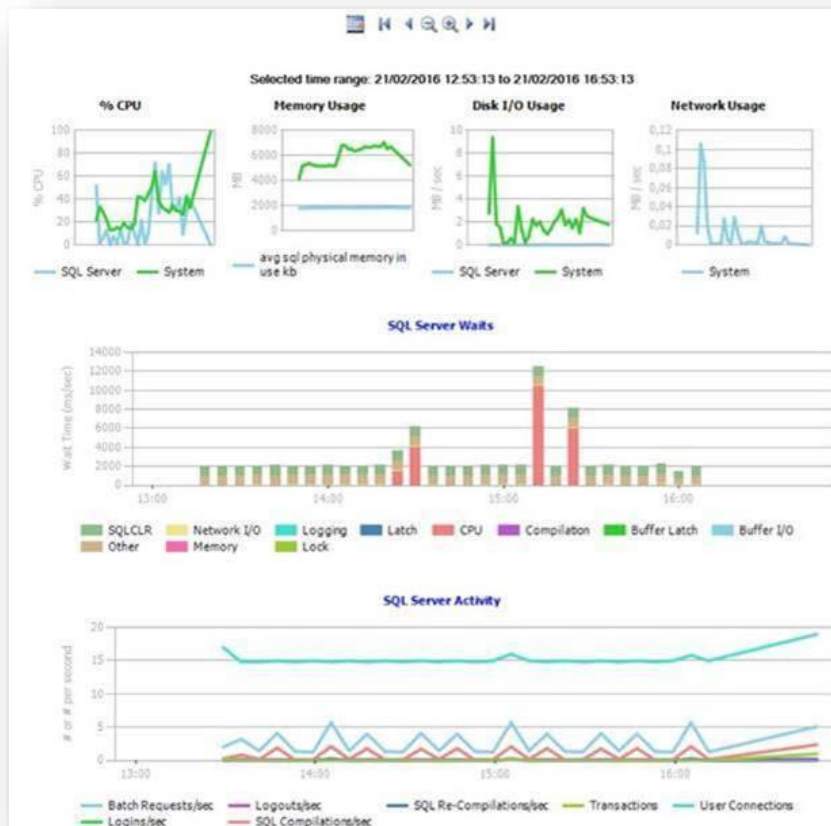 Selected time range: 21/02/2016 12:53:13 to 21/02/2016 16:53:13
% CPU Memory Usage Disk I/O Usage Network Usage
100 8000 10 0,12
80 6000 8 0,1
60 4000 6 0,08
40 2000 4 0,06
20 0 2 0,04
0 0 0,02
0
% CPU MB MB / sec MB / sec
SQL Server System
avg sql physical memory in use kb
SQL Server System
System
SQL Server Waits
14000
12000
10000
8000
6000
4000
2000
0
Wait Time (ms/sec)
13:00 14:00 15:00 16:00
SQLCLR Network I/O Logging Latch CPU Compilation Buffer Latch Buffer I/O
Other Memory Lock
SQL Server Activity
20
15
10
5
0
# or # per second
13:00 14:00 15:00 16:00
Batch Requests/sec Logouts/sec SQL Re-Compilations/sec Transactions User Connections
Logins/sec SQL Compilations/sec